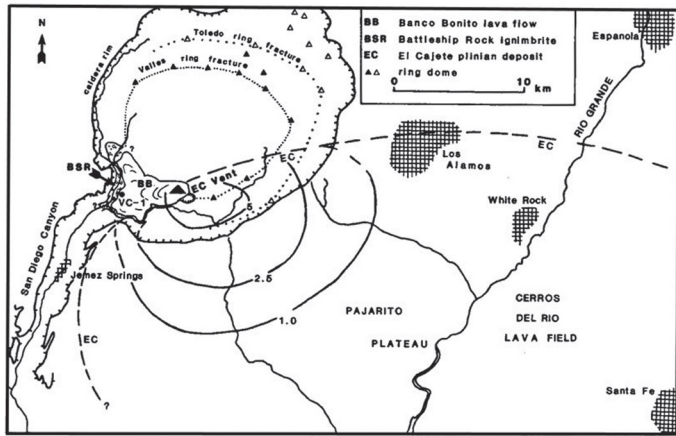 N
BB Banco Bonito lava flow
BSR Battleship Rock ignimbrite
EC El Cajete plinian deposit
ring dome
0 10
km
Espanola
Toledo ring fracture
Valles ring fracture
caldera rim
RIO GRANDE
EC
Los
Alamos
?
BSR
BB
EC Vent
EC
VC-1
5
?
White Rock
San Diego Canyon
Jemez Springs
2.5
1.0
PAJARITO
PLATEAU
CERROS
DEL RIO
LAVA FIELD
EC
?
Santa Fe